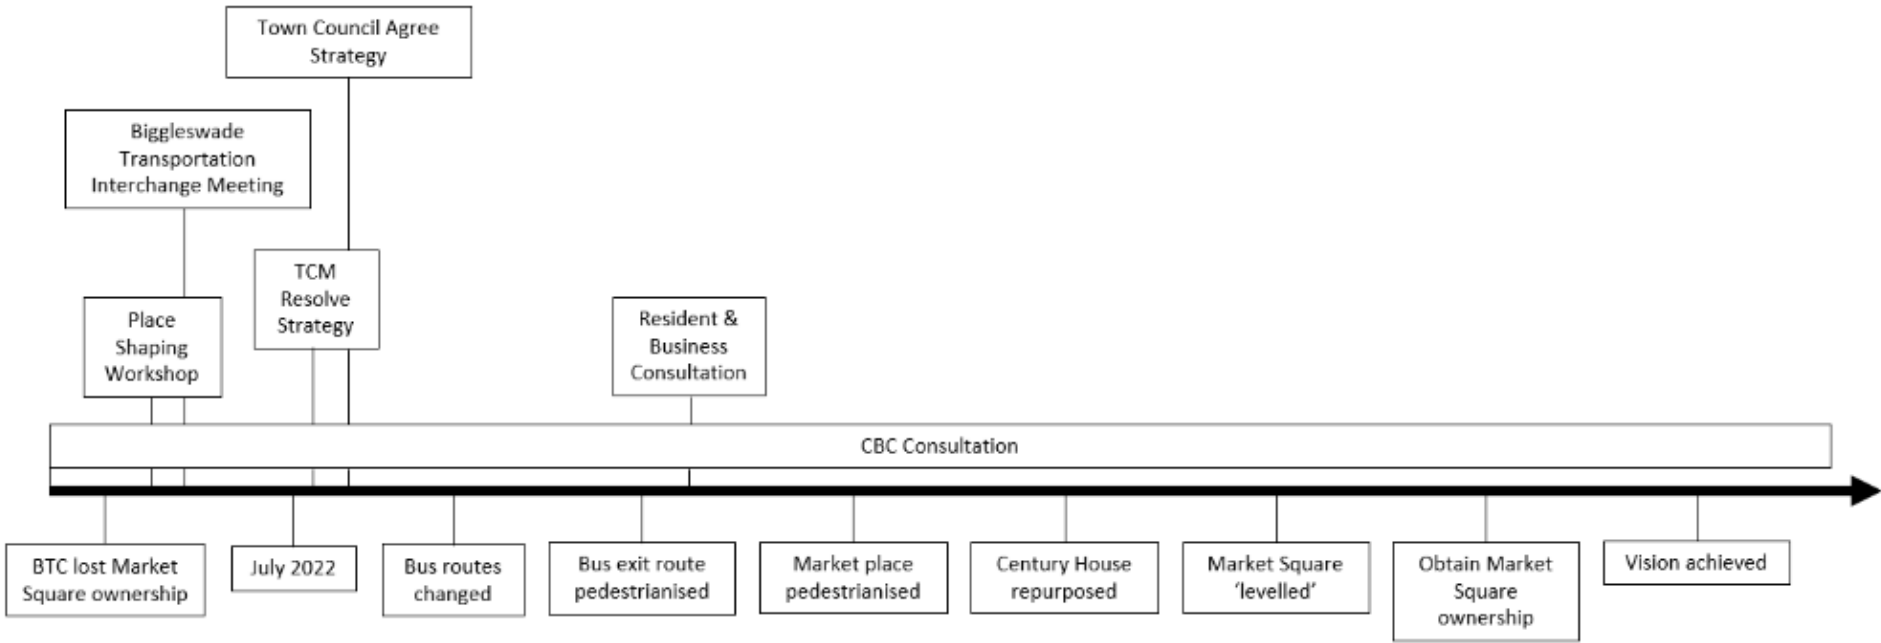 Town Council Agree
Strategy
Biggleswade
Transportation
Interchange Meeting
TCM
Resolve
Strategy
Place
Shaping
Workshop
Resident &
Business
Consultation
CBC Consultation
BTC lost Market
Square ownership
July 2022
Bus routes
changed
Bus exit route
pedestrianised
Market place
pedestrianised
Century House
repurposed
Market Square
‘levelled’
Obtain Market
Square
ownership
Vision achieved